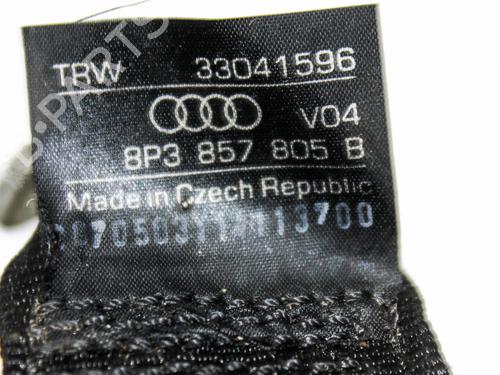 TRW 33041596
V04
8P3 857 805 B
Made in Czech Republic